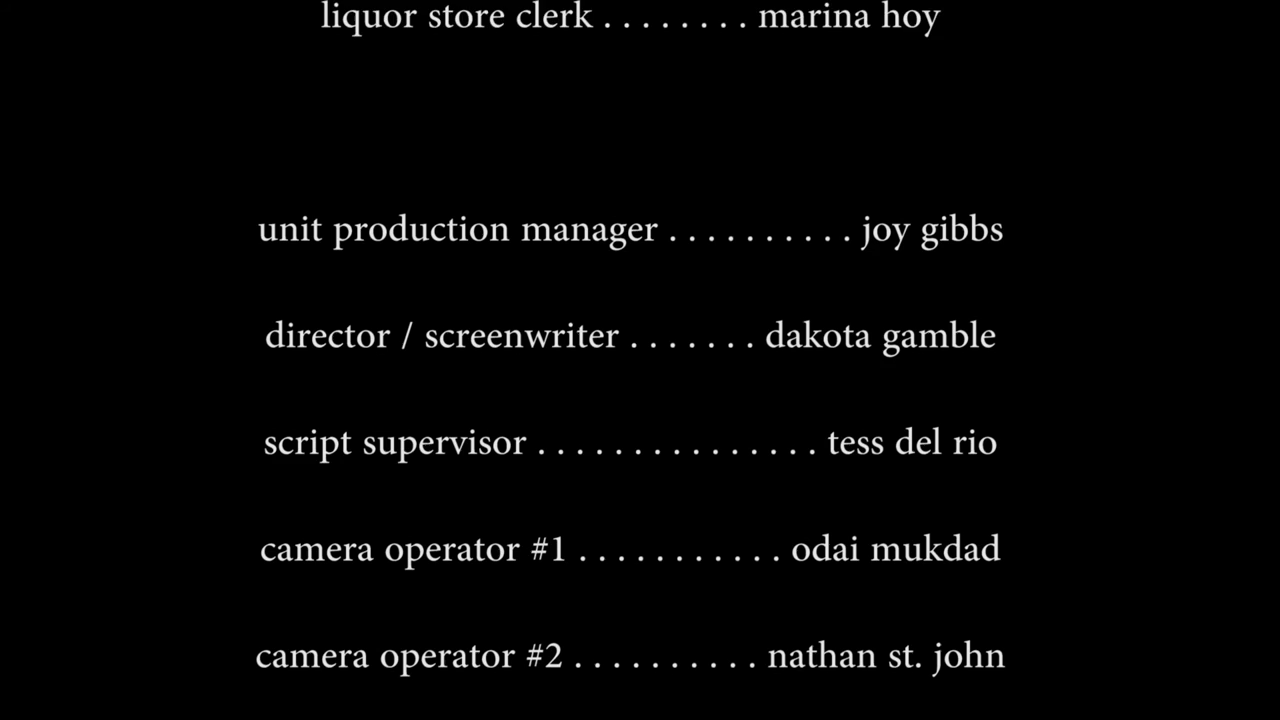 liquor store clerk . . . . . . . . marina hoy
unit production manager . . . . . . . . . . joy gibbs
director / screenwriter . . . . . . . dakota gamble
script supervisor . . . . . . . . . . . . . . . tess del rio
camera operator #1 . . . . . . . . . . . odai mukdad
camera operator #2 . . . . . . . . . . nathan st. john